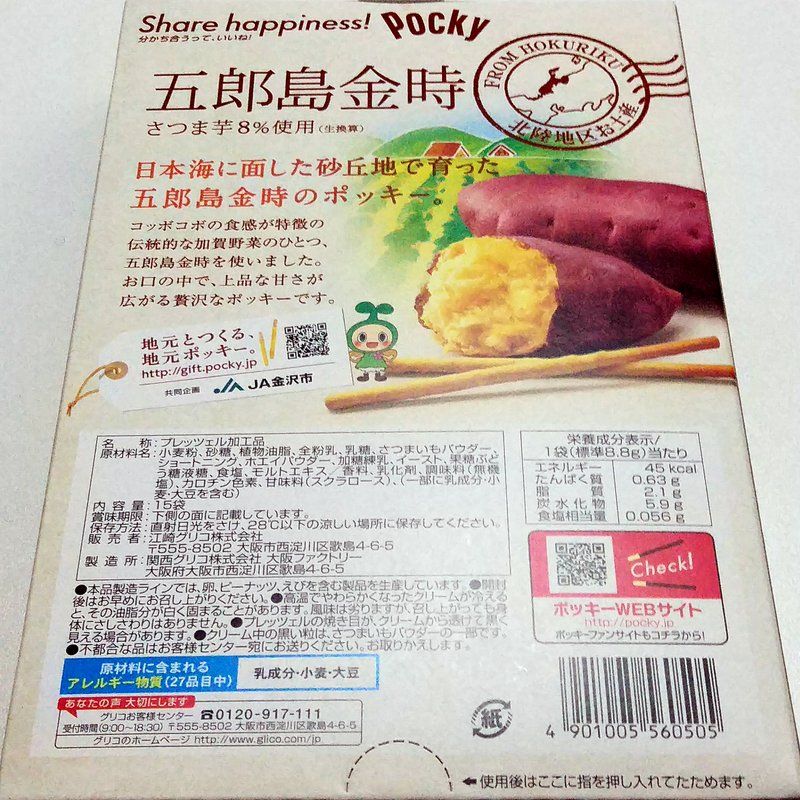 Share happiness! Pocky
分かち合うって、いいね!
FROM HOKURIKU
北陸地区お土産
五郎島金時
さつま芋8%使用(生換算)
日本海に面した砂丘地で育った
五郎島金時のポッキー。
コッボコボの食感が特徴の
伝統的な加賀野菜のひとつ、
五郎島金時を使いました。
お口の中で、上品な甘さが
広がる贅沢なポッキーです。
地元とつくる、
地元ポッキー。
http://gift.pocky.jp
共同企画 JA金沢市
名 称:プレッツェル加工品
原材料名:小麦粉、砂糖、植物油脂、全粉乳、乳糖、さつまいもパウダー、
ショートニング、ホエイパウダー、加糖練乳、イースト、果糖ぶど
う糖液糖、食塩、モルトエキス/香料、乳化剤、調味料(無機
塩)、カロチン色素、甘味料(スクラロース)、(一部に乳成分・小
麦・大豆を含む)
内 容 量:15袋
賞味期限:下側の面に記載しています。
保存方法:直射日光をさけ、28℃以下の涼しい場所に保存してください。
販 売 者:江崎グリコ株式会社
〒555-8502 大阪市西淀川区歌島4-6-5
製 造 所:関西グリコ株式会社 大阪ファクトリー
大阪府大阪市西淀川区歌島4-6-5
栄養成分表示/
1袋(標準8.8g)当たり
エネルギー 45kcal
たんぱく質 0.63g
脂質 2.1g
炭水化物 5.9g
食塩相当量 0.056g
Check!
ポッキーWEBサイト
http://pocky.jp
ポッキーファンサイトもコチラから!
●本品製造ラインでは、卵、ピーナッツ、えびを含む製品を生産しています。●開封
後はお早めにお召し上がりください。●高温でやわらかくなったクリームが冷える
と、その油脂分が白く固まることがあります。風味は劣りますが、召し上がっても身
体にさしさわりはありません。●プレッツェルの焼き目が、クリームから透けて黒く
見える場合があります。●クリーム中の黒い粒は、さつまいもパウダーの一部です。
●不都合な品はお客様センター宛にお送りください。お取りかえします。
原材料に含まれる
アレルギー物質(27品目中)
乳成分・小麦・大豆
あなたの声 大切にします
グリコお客様センター ☎0120-917-111
受付時間(9:00~18:30) 〒555-8502 大阪市西淀川区歌島4-6-5
グリコのホームページ http://www.glico.com/jp
紙
4 901005 560505
←使用後はここに指を押し入れてたためます。